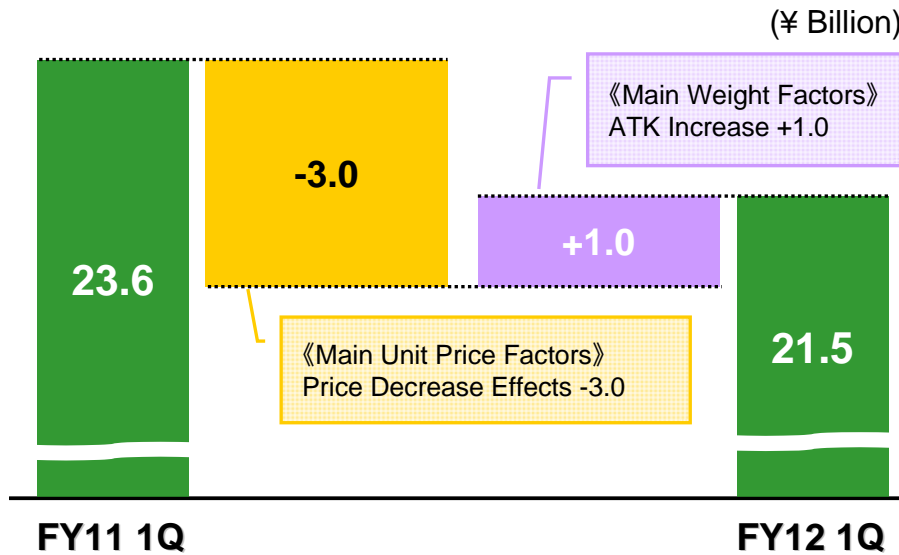 (¥ Billion)
《Main Weight Factors》
ATK Increase +1.0
-3.0
+1.0
23.6
《Main Unit Price Factors》
Price Decrease Effects -3.0
21.5
FY11 1Q
FY12 1Q